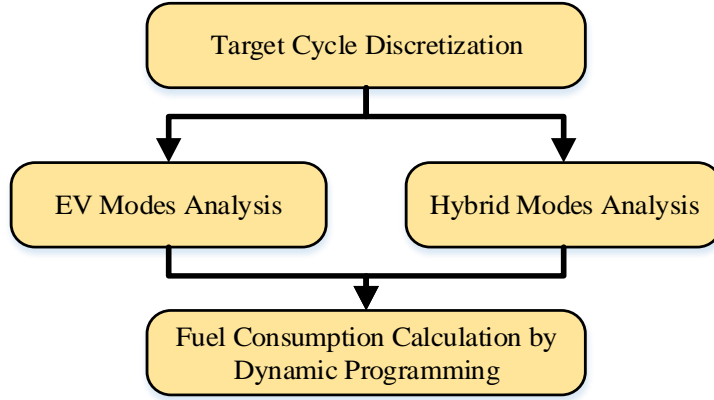 Target Cycle Discretization
EV Modes Analysis
Hybrid Modes Analysis
Fuel Consumption Calculation by
Dynamic Programming